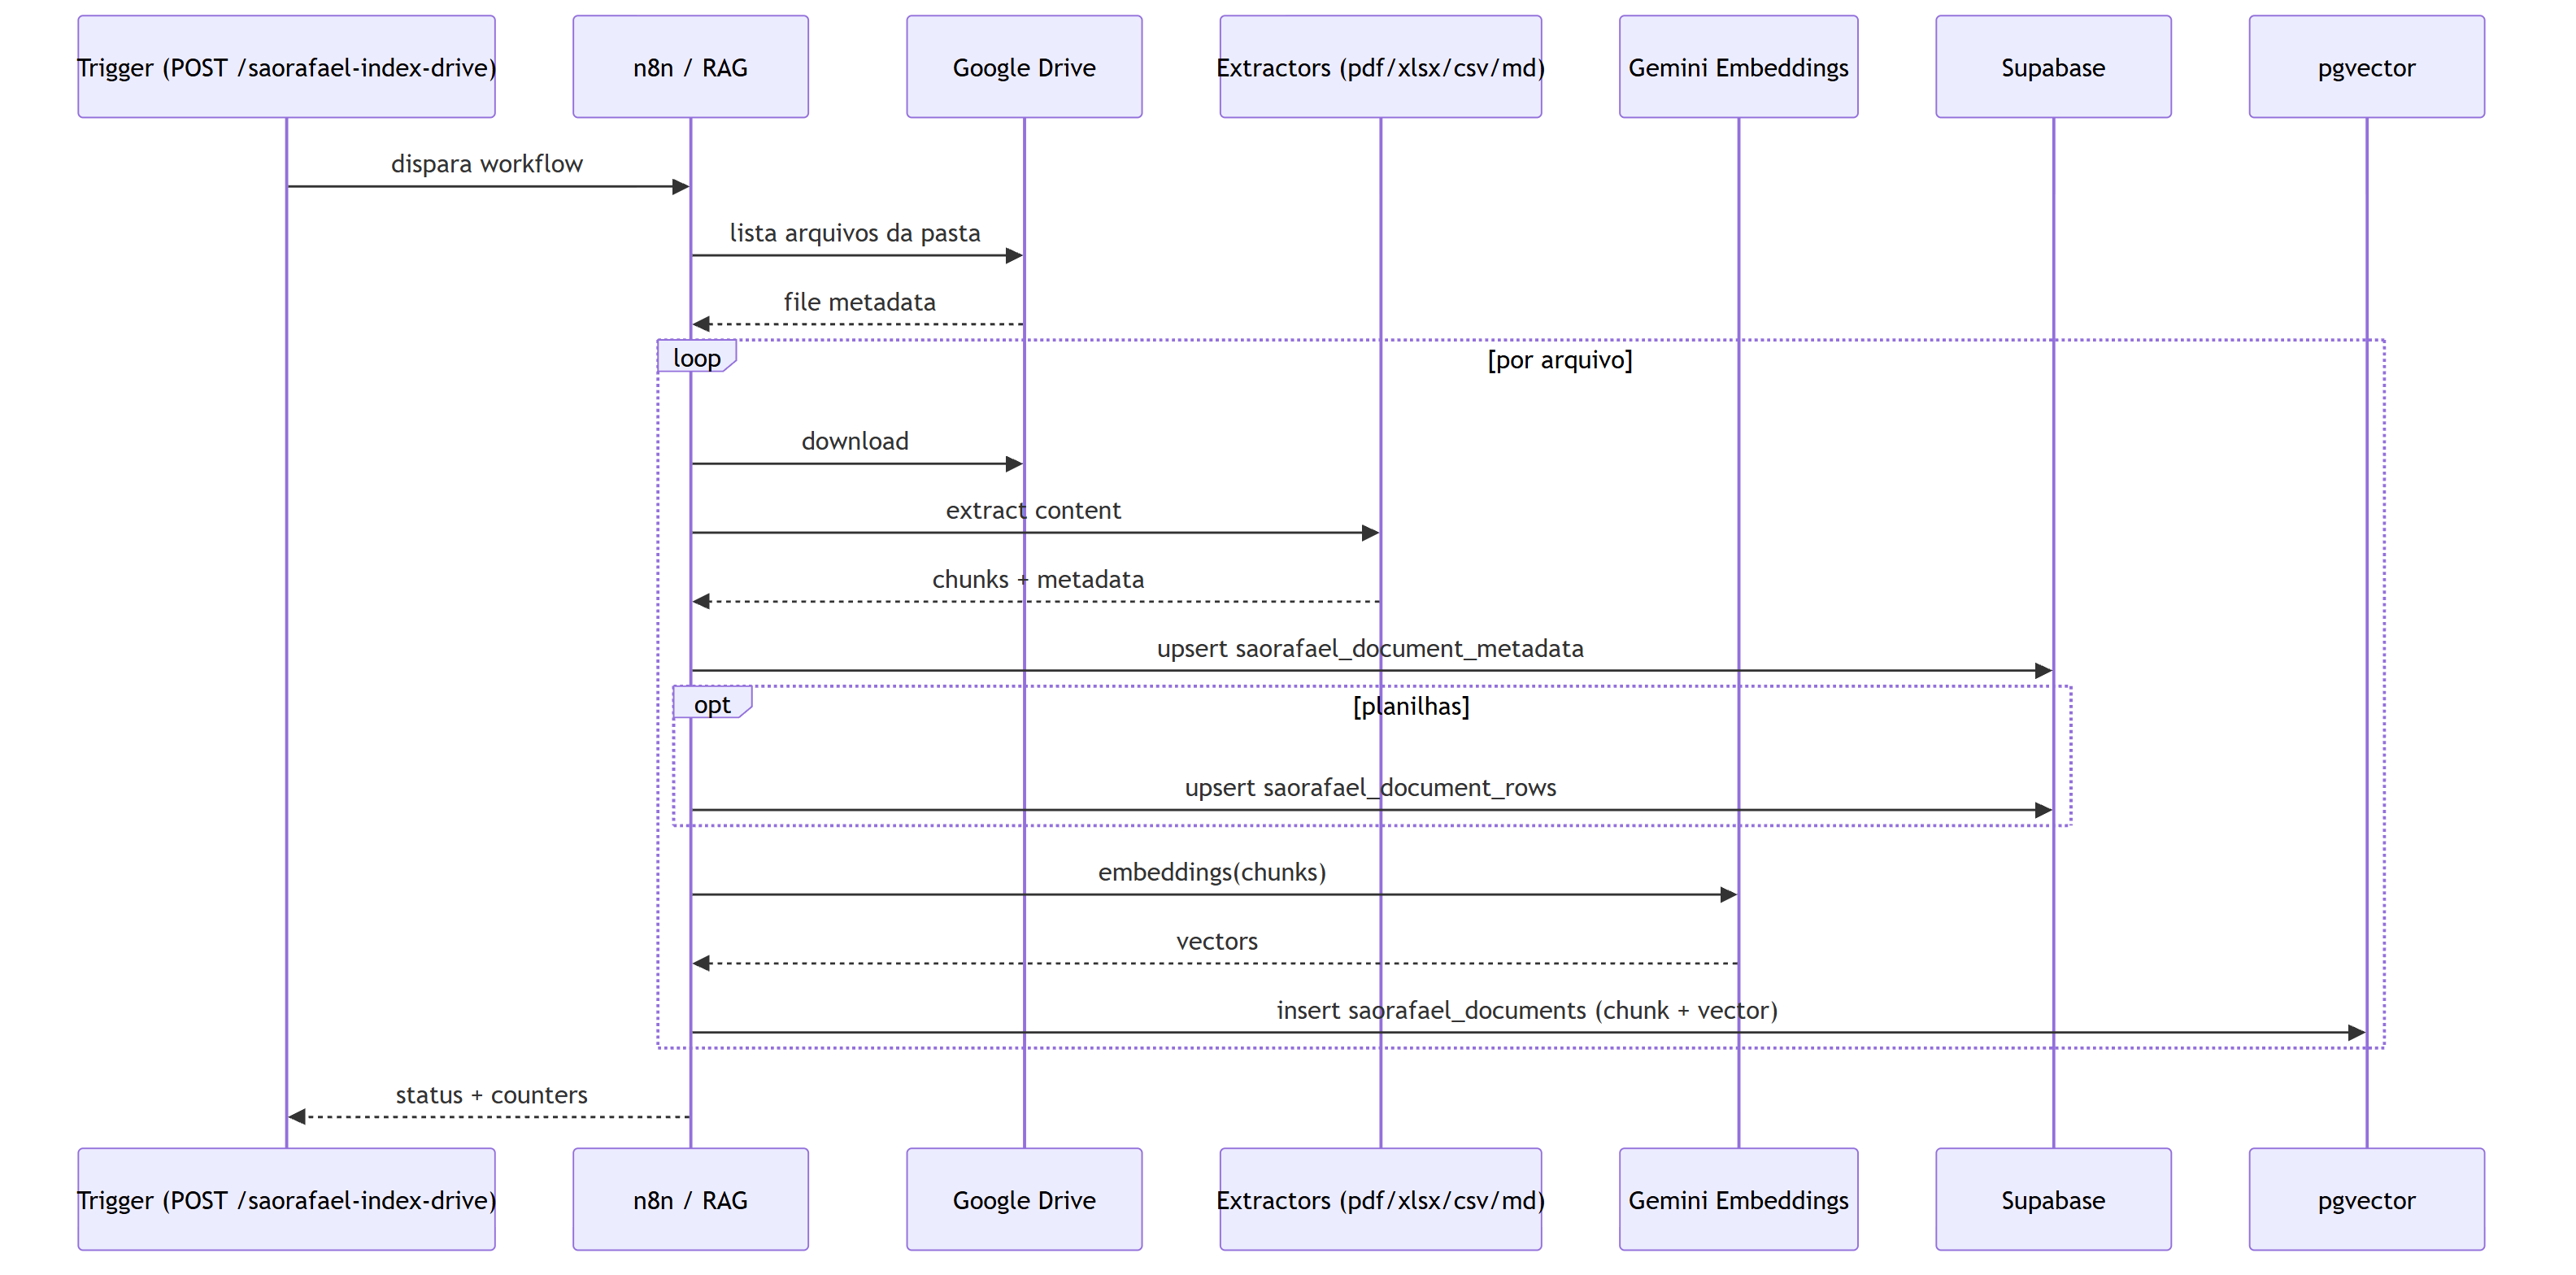 Trigger (POST /saorafael-index-drive)
n8n / RAG
Google Drive
Extractors (pdf/xlsx/csv/md)
Gemini Embeddings
Supabase
pgvector
dispara workflow
lista arquivos da pasta
file metadata
loop
[por arquivo]
download
extract content
chunks + metadata
upsert saorafael_document_metadata
opt
[planilhas]
upsert saorafael_document_rows
embeddings(chunks)
vectors
insert saorafael_documents (chunk + vector)
status + counters
Trigger (POST /saorafael-index-drive)
n8n / RAG
Google Drive
Extractors (pdf/xlsx/csv/md)
Gemini Embeddings
Supabase
pgvector